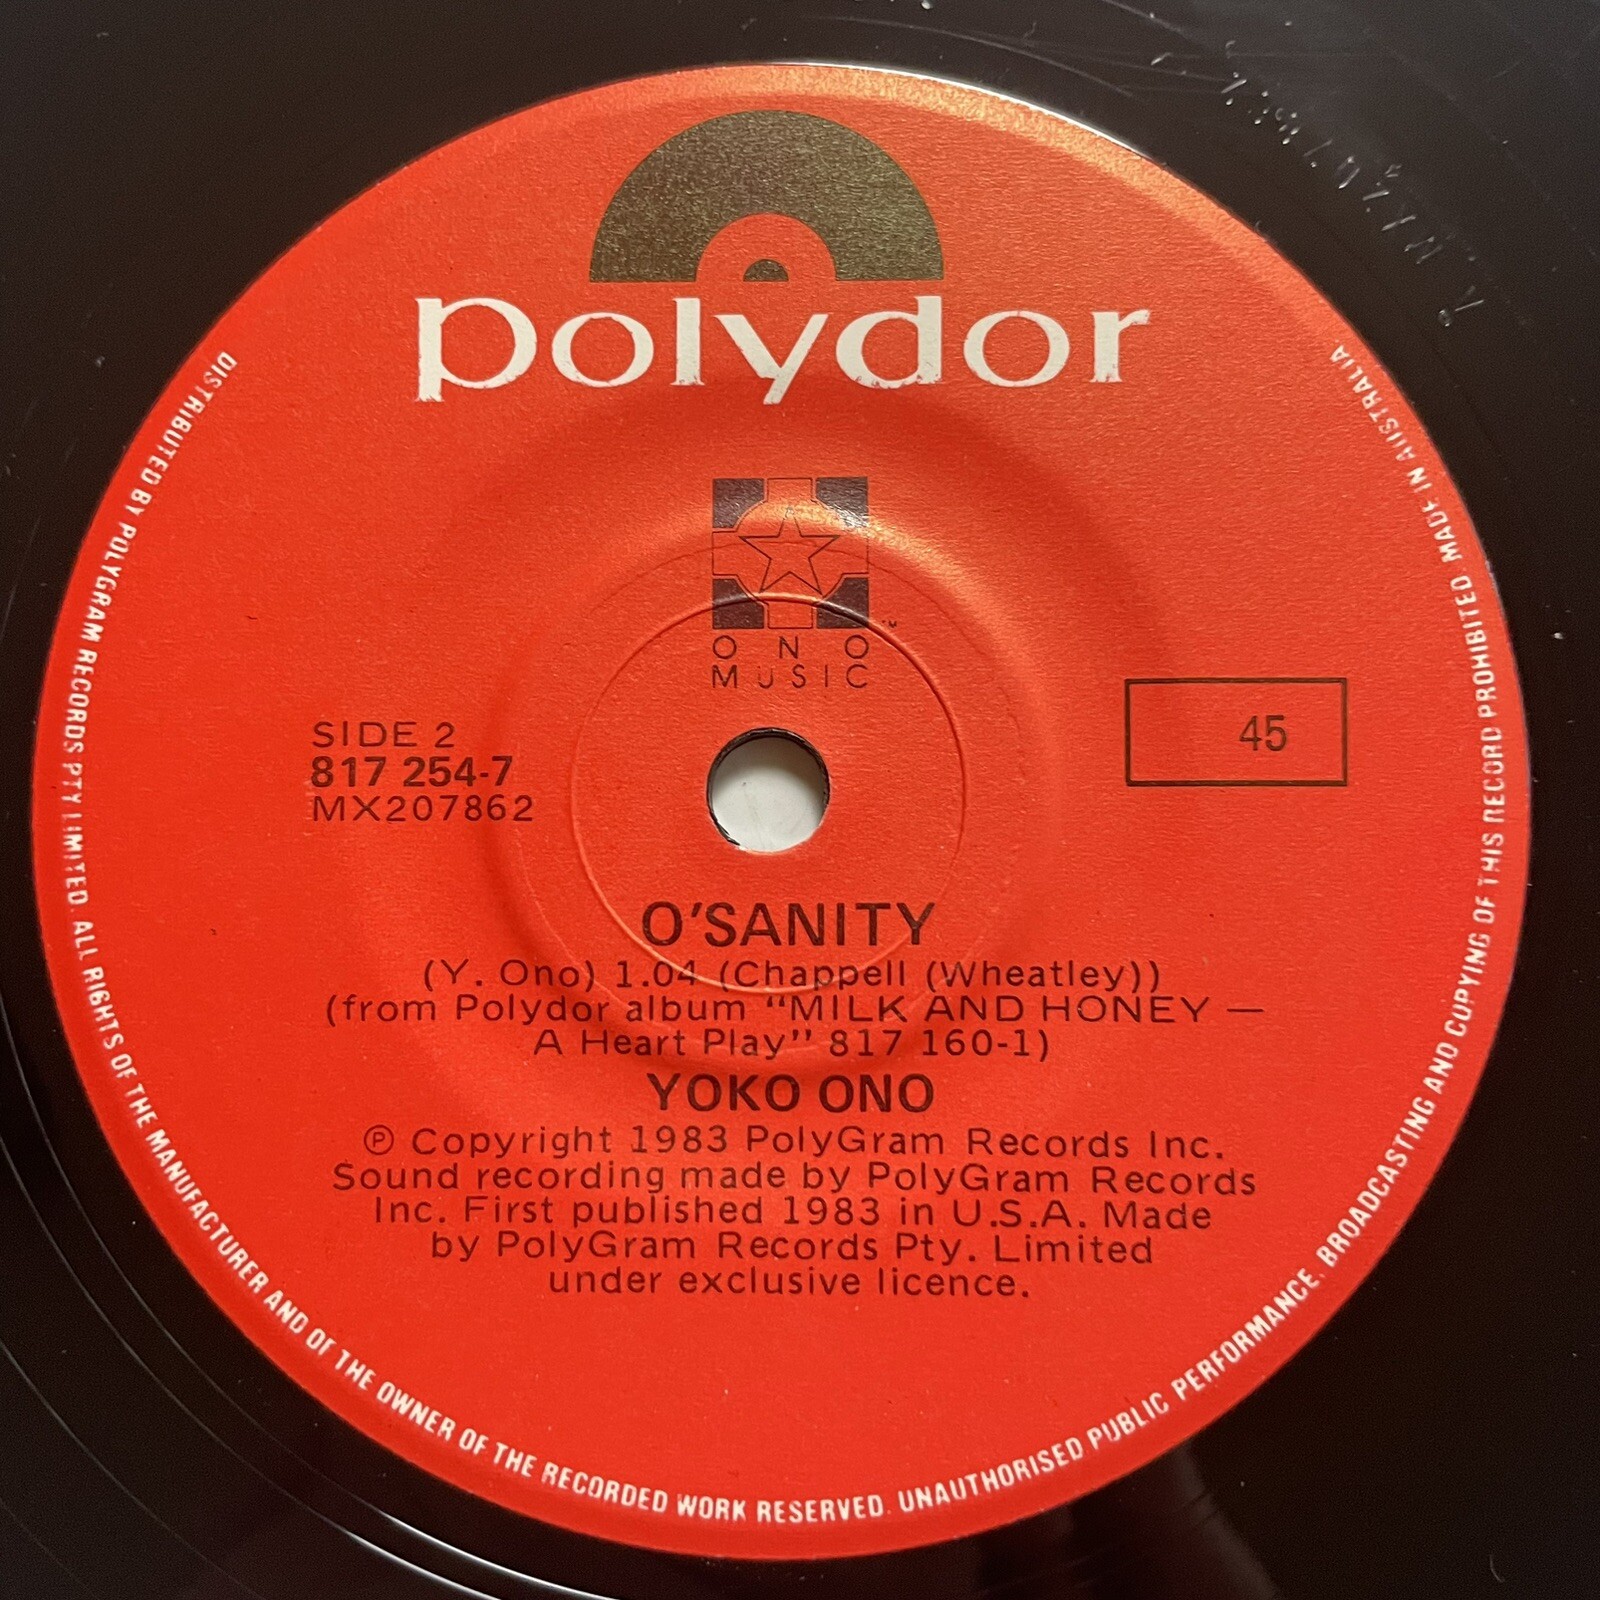 polydor
ONO
MUSIC
SIDE 2
817 254-7
MX207862
45
O'SANITY
(Y. Ono) 1.04 (Chappell (Wheatley))
(from Polydor album “MILK AND HONEY —
A Heart Play” 817 160-1)
YOKO ONO
Ⓟ Copyright 1983 PolyGram Records Inc.
Sound recording made by PolyGram Records
Inc. First published 1983 in U.S.A. Made
by PolyGram Records Pty. Limited
under exclusive licence.
DISTRIBUTED BY POLYGRAM RECORDS PTY LIMITED. ALL RIGHTS OF THE MANUFACTURER AND OF THE OWNER OF THE RECORDED WORK RESERVED. UNAUTHORISED PUBLIC PERFORMANCE, BROADCASTING AND COPYING OF THIS RECORD PROHIBITED. MADE IN AUSTRALIA